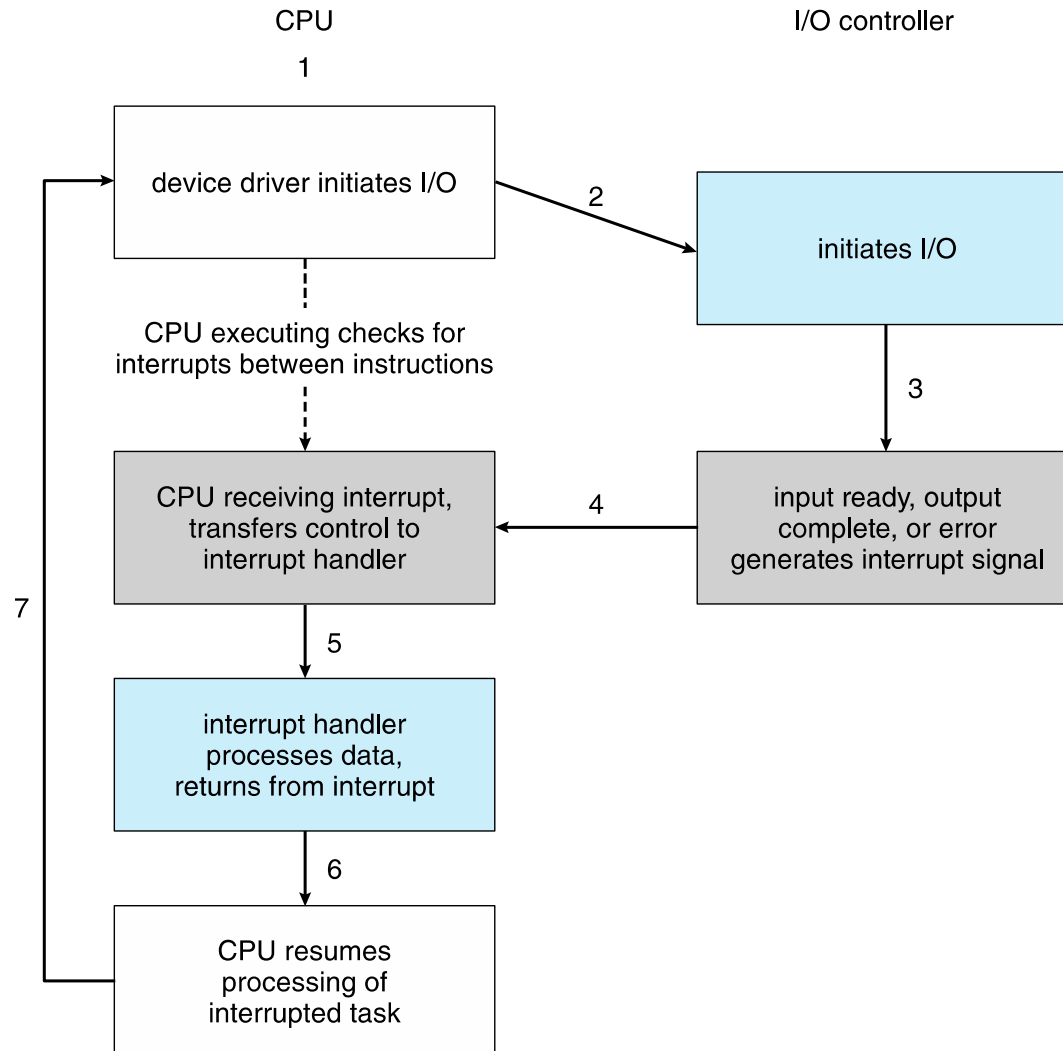 CPU
I/O controller
1
device driver initiates I/O
2
initiates I/O
CPU executing checks for
interrupts between instructions
3
CPU receiving interrupt,
transfers control to
interrupt handler
4
input ready, output
complete, or error
generates interrupt signal
7
5
interrupt handler
processes data,
returns from interrupt
6
CPU resumes
processing of
interrupted task